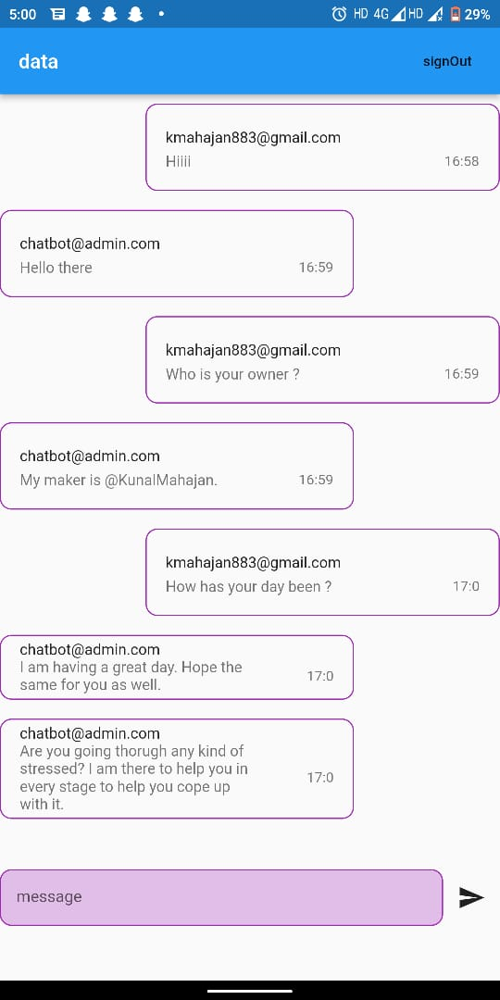 5:00 HD 4G HD 29%
data signOut
kmahajan883@gmail.com
Hiiii 16:58
chatbot@admin.com
Hello there 16:59
kmahajan883@gmail.com
Who is your owner ? 16:59
chatbot@admin.com
My maker is @KunalMahajan. 16:59
kmahajan883@gmail.com
How has your day been ? 17:0
chatbot@admin.com
I am having a great day. Hope the
same for you as well. 17:0
chatbot@admin.com
Are you going thorugh any kind of
stressed? I am there to help you in
every stage to help you cope up 17:0
with it.
message